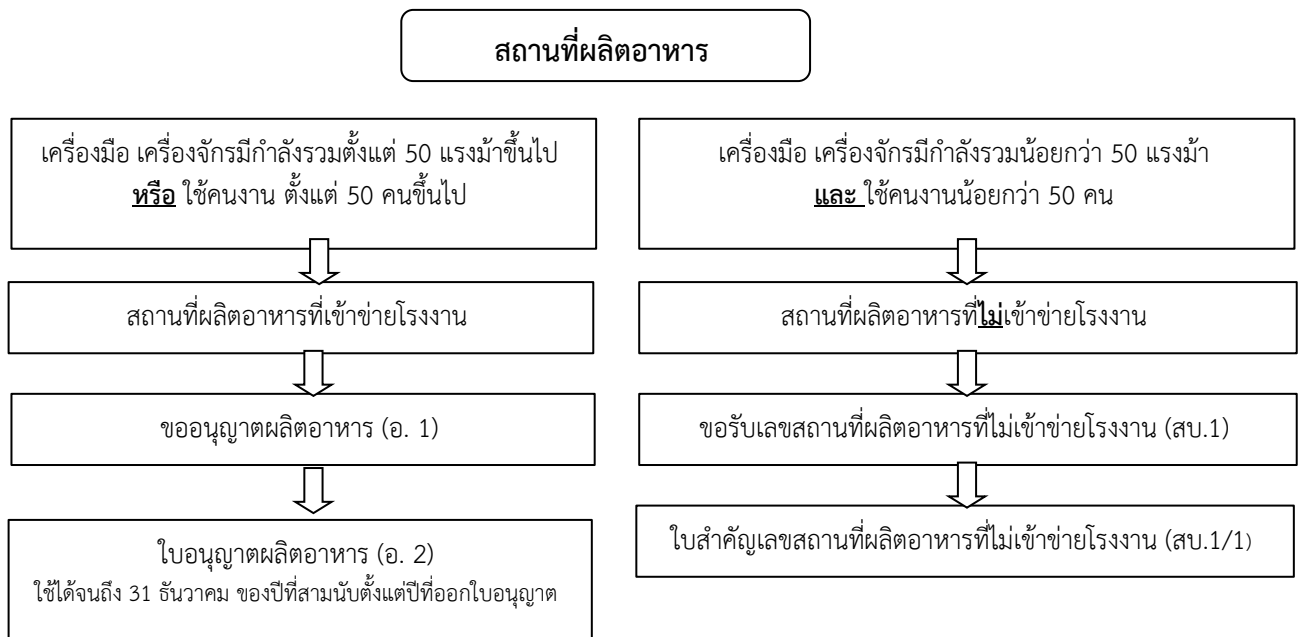 สถานที่ผลิตอาหาร
เครื่องมือ เครื่องจักรมีกำลังรวมตั้งแต่ 50 แรงม้าขึ้นไป
หรือ ใช้คนงาน ตั้งแต่ 50 คนขึ้นไป
สถานที่ผลิตอาหารที่เข้าข่ายโรงงาน
ขออนุญาตผลิตอาหาร (อ. 1)
ใบอนุญาตผลิตอาหาร (อ. 2)
ใช้ได้จนถึง 31 ธันวาคม ของปีที่สามนับตั้งแต่ปีที่ออกใบอนุญาต
เครื่องมือ เครื่องจักรมีกำลังรวมน้อยกว่า 50 แรงม้า
และ ใช้คนงานน้อยกว่า 50 คน
สถานที่ผลิตอาหารที่ไม่เข้าข่ายโรงงาน
ขอรับเลขสถานที่ผลิตอาหารที่ไม่เข้าข่ายโรงงาน (สบ.1)
ใบสำคัญเลขสถานที่ผลิตอาหารที่ไม่เข้าข่ายโรงงาน (สบ.1/1)